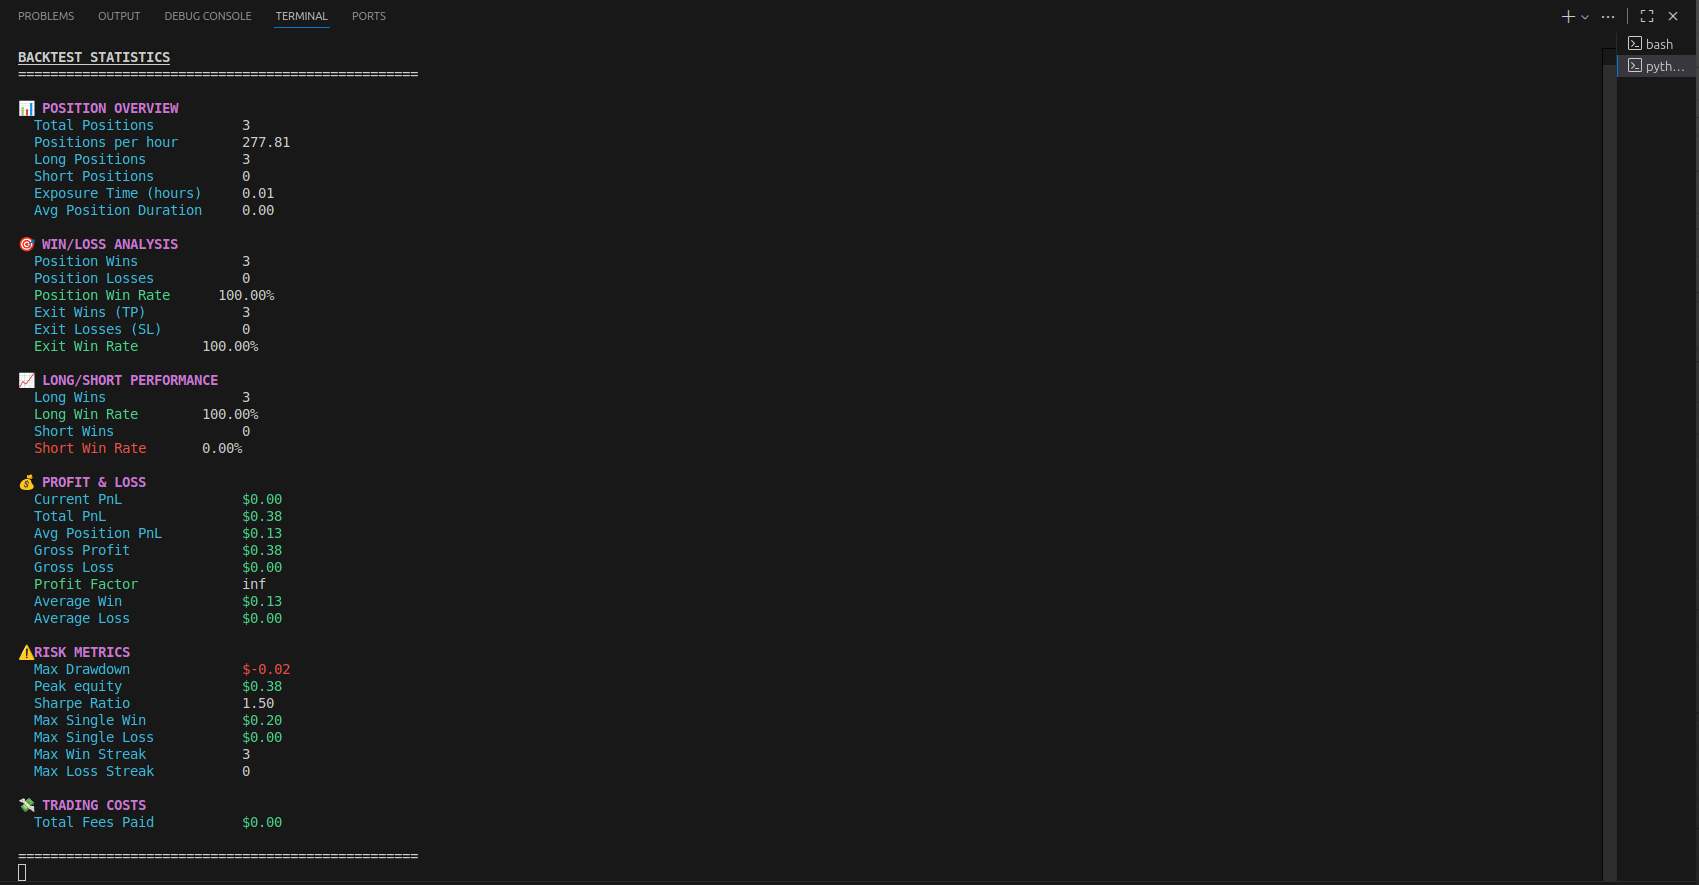 PROBLEMS OUTPUT DEBUG CONSOLE TERMINAL PORTS
bash
pyth...
BACKTEST STATISTICS
==================================================
📊 POSITION OVERVIEW
Total Positions 3
Positions per hour 277.81
Long Positions 3
Short Positions 0
Exposure Time (hours) 0.01
Avg Position Duration 0.00
🎯 WIN/LOSS ANALYSIS
Position Wins 3
Position Losses 0
Position Win Rate 100.00%
Exit Wins (TP) 3
Exit Losses (SL) 0
Exit Win Rate 100.00%
📈 LONG/SHORT PERFORMANCE
Long Wins 3
Long Win Rate 100.00%
Short Wins 0
Short Win Rate 0.00%
💰 PROFIT & LOSS
Current PnL $0.00
Total PnL $0.38
Avg Position PnL $0.13
Gross Profit $0.38
Gross Loss $0.00
Profit Factor inf
Average Win $0.13
Average Loss $0.00
⚠️RISK METRICS
Max Drawdown $-0.02
Peak equity $0.38
Sharpe Ratio 1.50
Max Single Win $0.20
Max Single Loss $0.00
Max Win Streak 3
Max Loss Streak 0
💸 TRADING COSTS
Total Fees Paid $0.00
==================================================